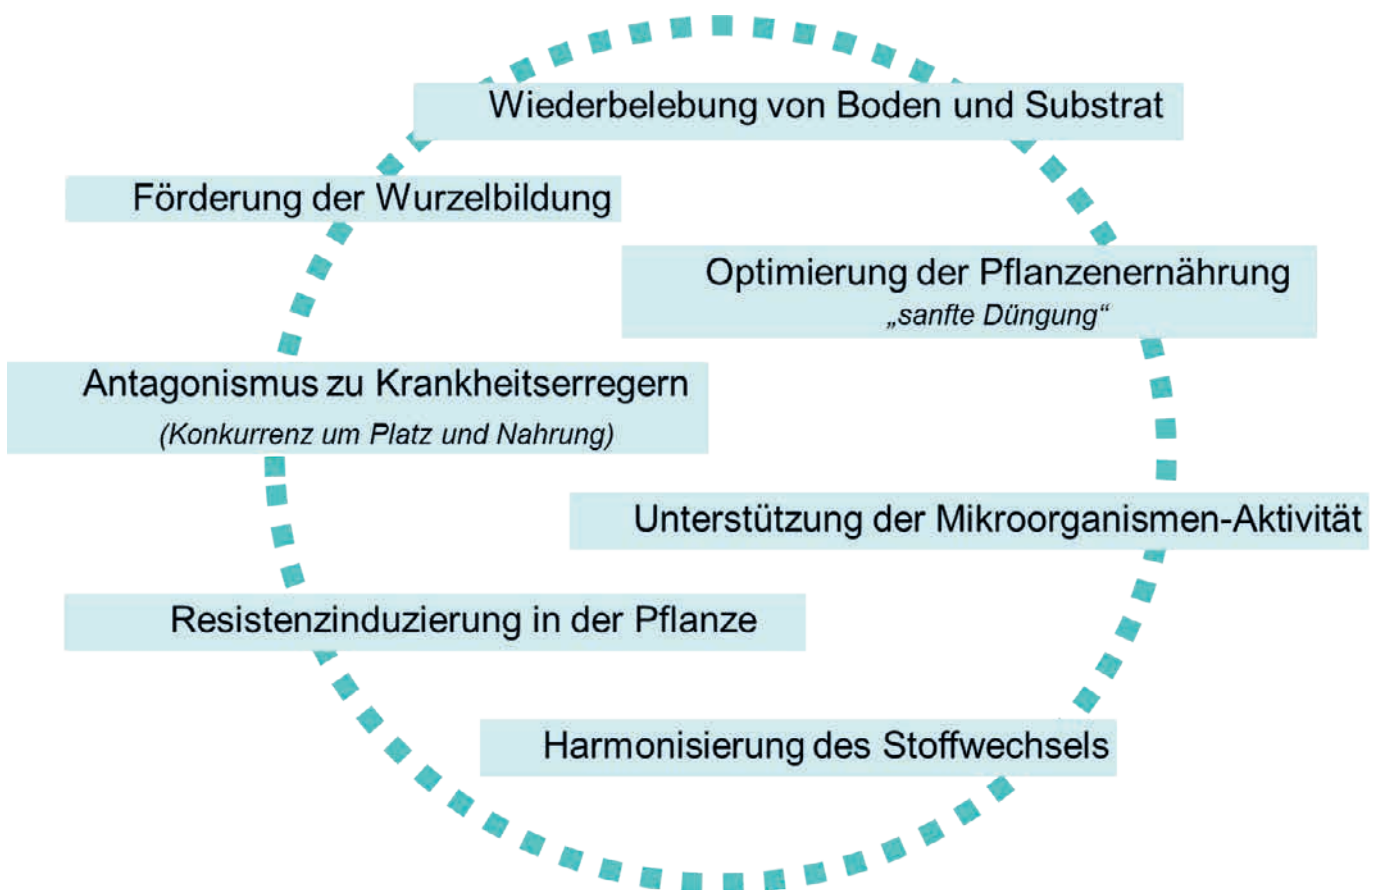 Wiederbelebung von Boden und Substrat
Förderung der Wurzelbildung
Optimierung der Pflanzenernährung
„sanfte Düngung“
Antagonismus zu Krankheitserregern
(Konkurrenz um Platz und Nahrung)
Unterstützung der Mikroorganismen-Aktivität
Resistenzinduzierung in der Pflanze
Harmonisierung des Stoffwechsels